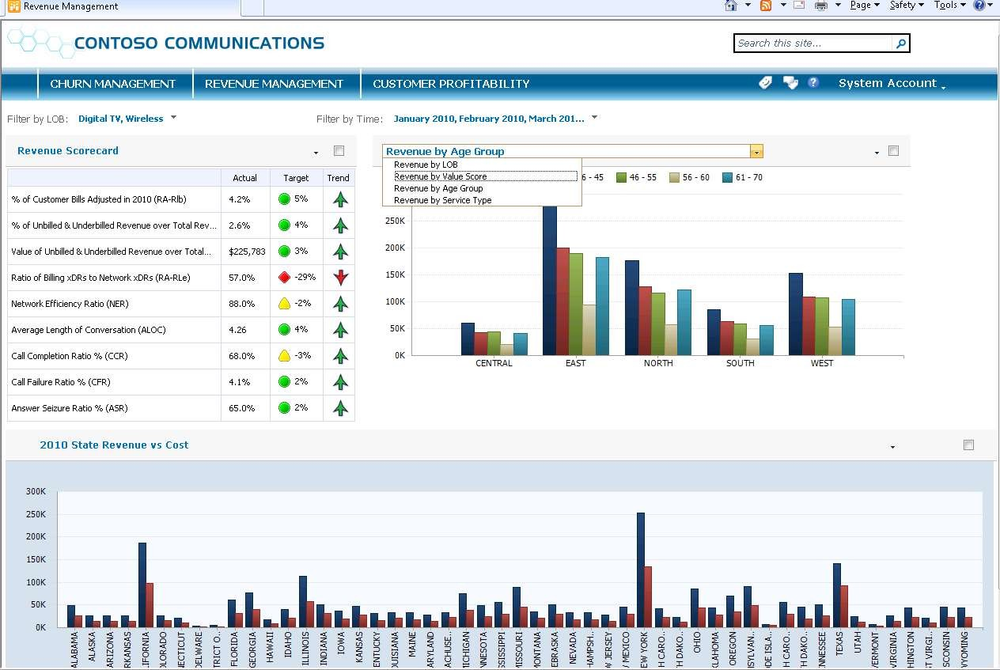 Revenue Management
Page
Safety
Tools
CONTOSO COMMUNICATIONS
Search this site...
CHURN MANAGEMENT
REVENUE MANAGEMENT
CUSTOMER PROFITABILITY
System Account
Filter by LOB: Digital TV, Wireless
Filter by Time: January 2010, February 2010, March 201...
Revenue Scorecard
Actual Target Trend
% of Customer Bills Adjusted in 2010 (RA-Rlb) 4.2% 5%
% of Unbilled & Underbilled Revenue over Total Rev... 2.6% 4%
Value of Unbilled & Underbilled Revenue over Total... $225,783 3%
Ratio of Billing xDRs to Network xDRs (RA-RLe) 57.0% -29%
Network Efficiency Ratio (NER) 88.0% -2%
Average Length of Conversation (ALOC) 4.26 4%
Call Completion Ratio % (CCR) 68.0% -3%
Call Failure Ratio % (CFR) 4.1% 2%
Answer Seizure Ratio % (ASR) 65.0% 2%
Revenue by Age Group
Revenue by LOB
Revenue by Value Score
Revenue by Age Group
Revenue by Service Type
6 - 45 46 - 55 56 - 60 61 - 70
250K
200K
150K
100K
50K
0K
CENTRAL EAST NORTH SOUTH WEST
2010 State Revenue vs Cost
300K
250K
200K
150K
100K
50K
0K
ALABAMA
ALASKA
ARIZONA
RKANSAS
LIFORNIA
OLORADO
NECTICUT
DELAWARE
TRICT O..
FLORIDA
GEORGIA
HAWAII
IDAHO
ILLINOIS
INDIANA
IOWA
KANSAS
ENTUCKY
OUISIANA
MAINE
ARYLAND
ACHUSE..
MICHIGAN
NNESOTA
SSISSIPPI
MISSOURI
MONTANA
EBRASKA
NEVADA
HAMPSH..
W JERSEY
MEXICO
EW YORK
H CARO..
TH DAKO..
OHIO
KLAHOMA
OREGON
NSYLVAN..
DE ISLA..
H CARO..
TH DAKO..
NNESSEE
TEXAS
UTAH
VERMONT
VIRGINIA
HINGTON
T VIRGI..
SCONSIN
WYOMING